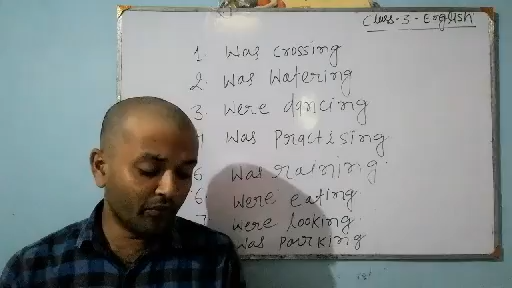 Class-3-English
1. Was Crossing
2. Was Watering
3. Were dancing
4 Was Practising
5 Was raining.
6. Were eating
7. Were looking.
Was parking